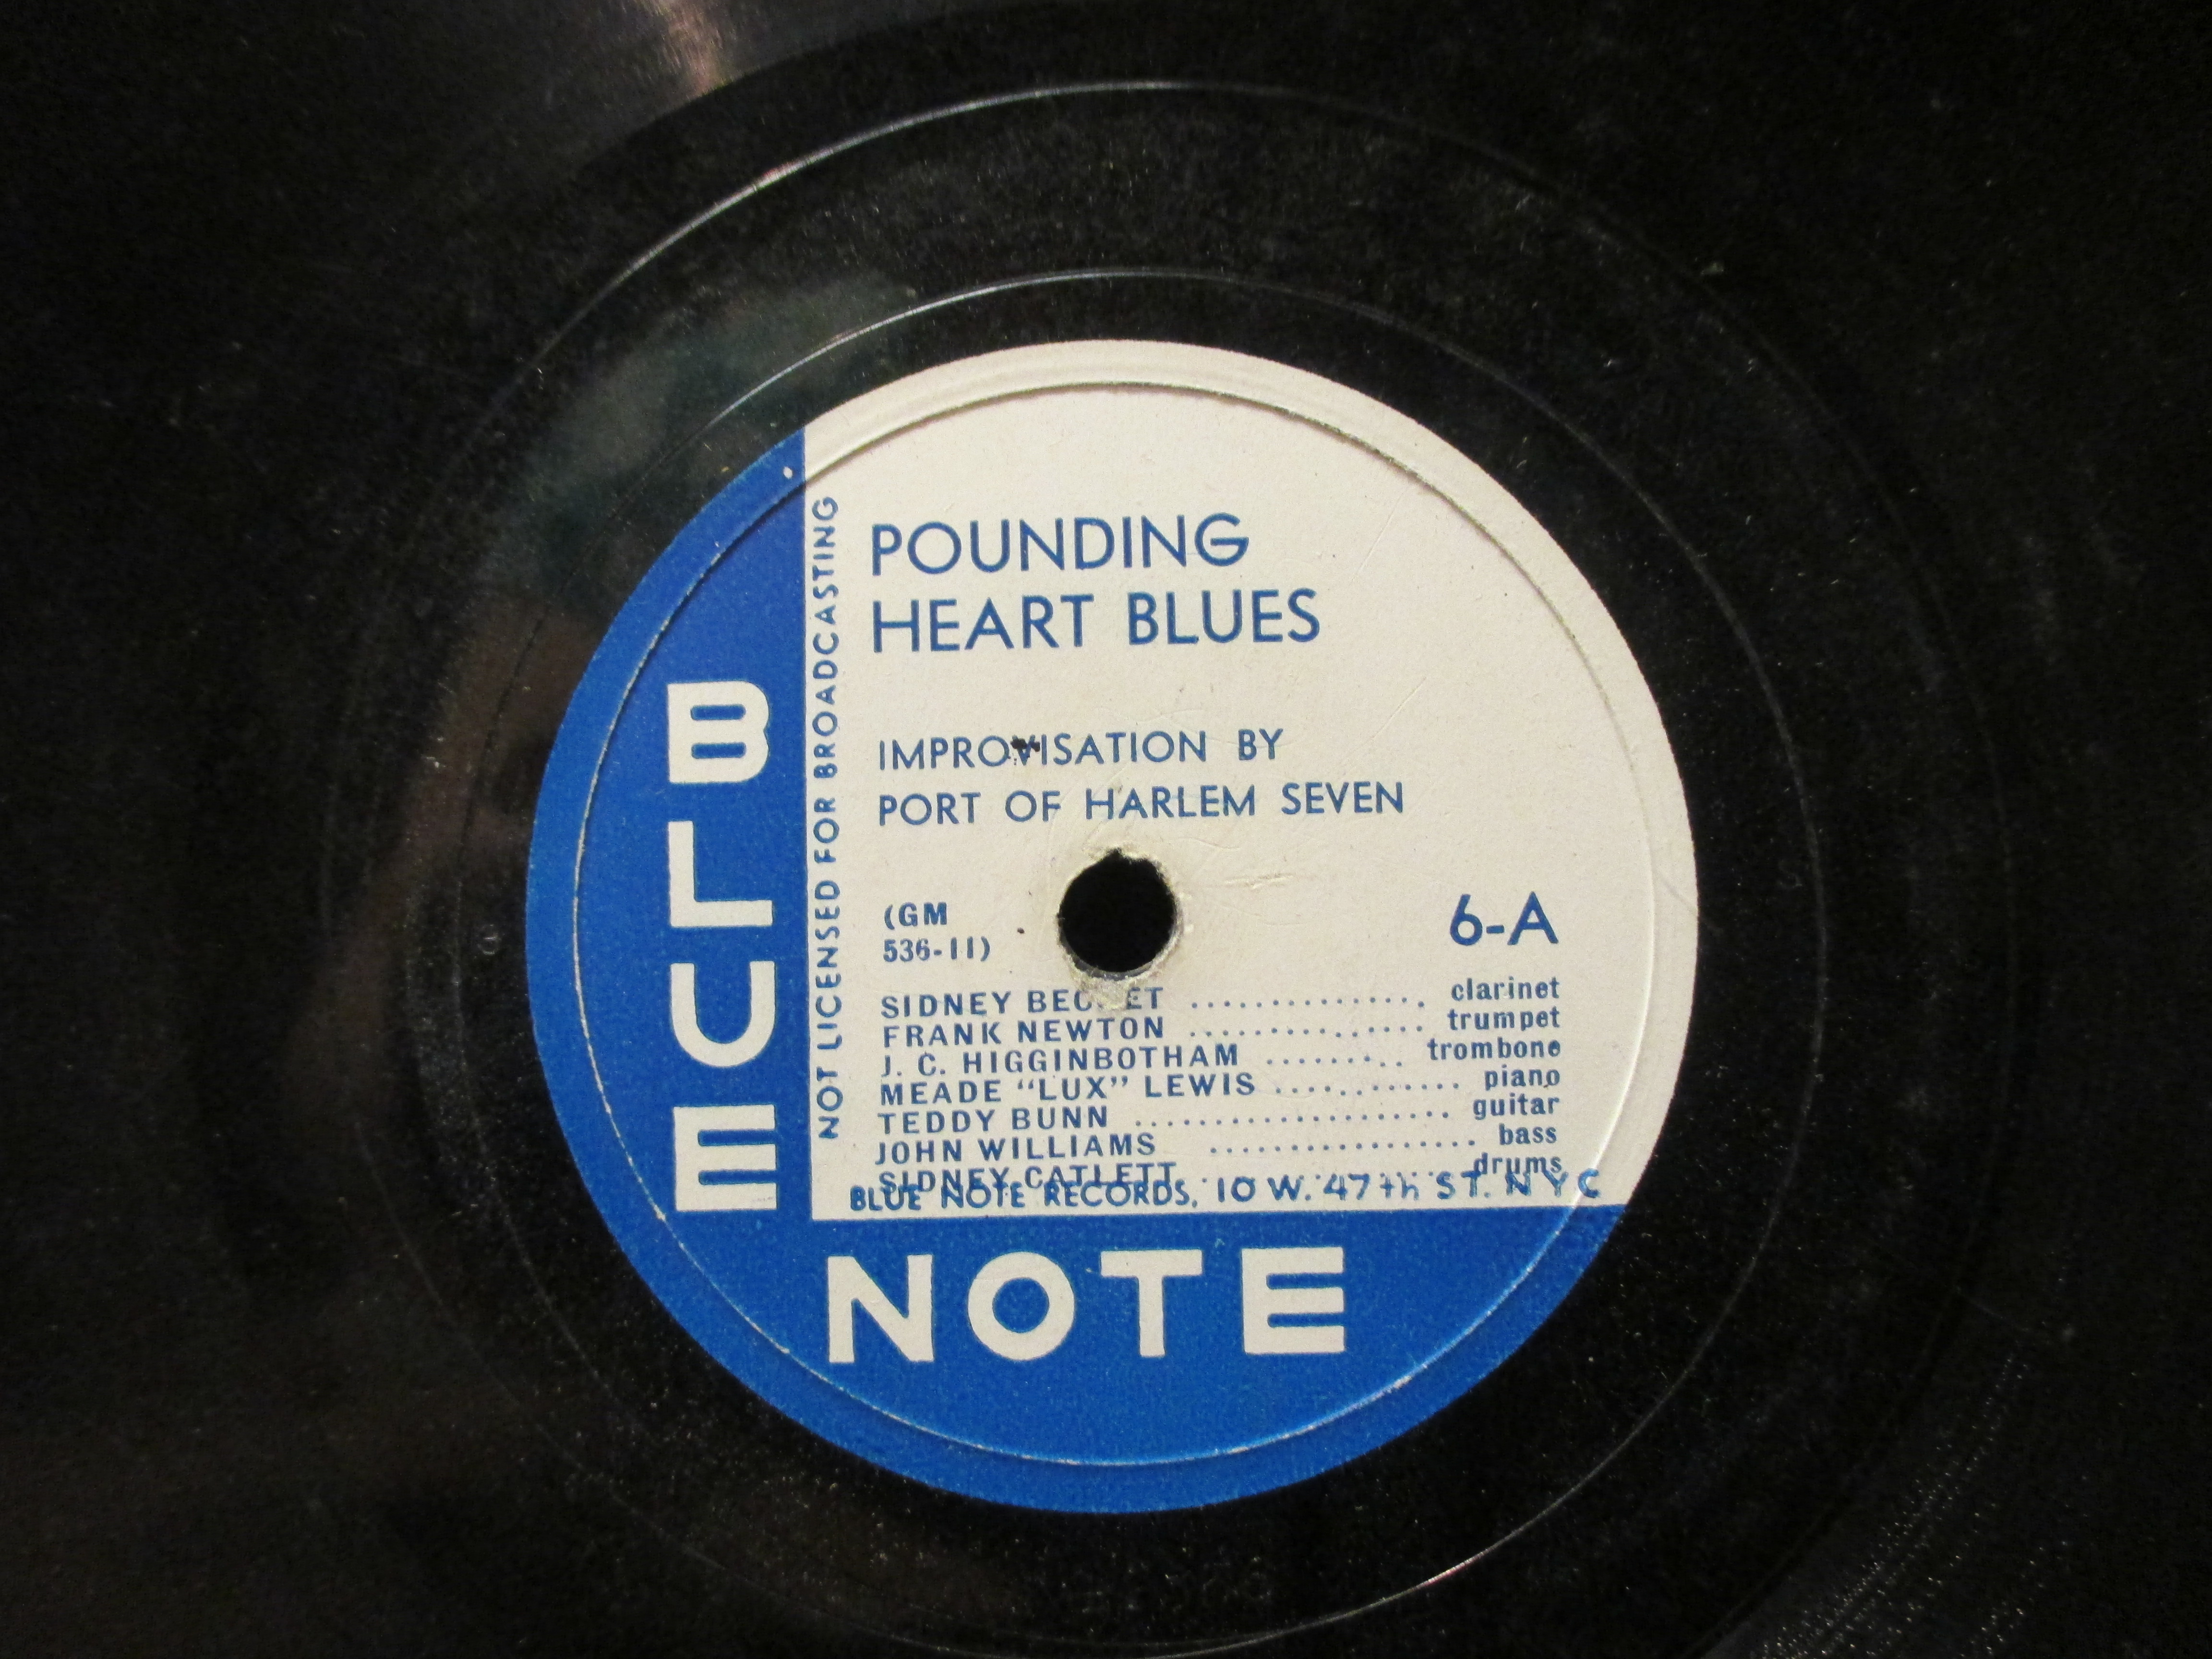 POUNDING
HEART BLUES
IMPROVISATION BY
PORT OF HARLEM SEVEN
(GM
536-11)
6-A
SIDNEY .............. clarinet
FRANK NEWTON .............. trumpet
J. C. HIGGINBOTHAM ........ trombone
MEADE "LUX" LEWIS ........... piano
TEDDY BUNN ..................... guitar
JOHN WILLIAMS .................. bass
SIDNEY CATLETT .............. drums
BLUE NOTE RECORDS, 10 W. 47th ST. NYC
NOT LICENSED FOR BROADCASTING
BLUE
NOTE